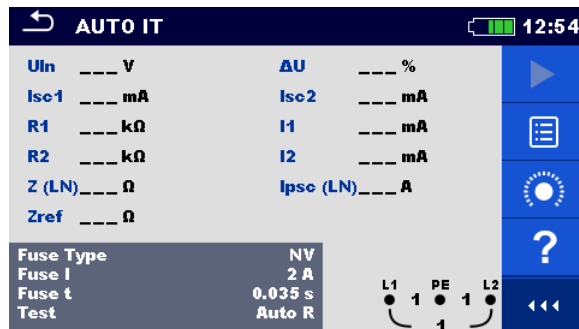 AUTO IT 12:54
Uln ___ V ΔU ___ %
Isc1 ___ mA Isc2 ___ mA
R1 ___ kΩ I1 ___ mA
R2 ___ kΩ I2 ___ mA
Z (LN)___ Ω Ipsc (LN)___ A
Zref ___ Ω
Fuse Type NV
Fuse I 2 A
Fuse t 0.035 s
Test Auto R
L1 PE L2
1 1
1
?